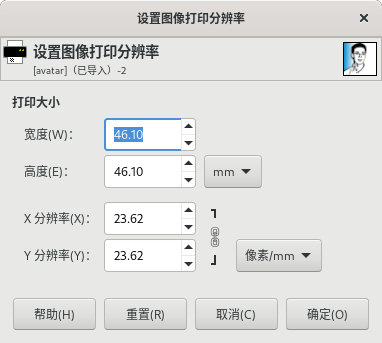 设置图像打印分辨率
设置图像打印分辨率
[avatar]（已导入）-2
打印大小
宽度(W)： 46.10
高度(E)： 46.10 mm
X 分辨率(X)： 23.62
Y 分辨率(Y)： 23.62 像素/mm
帮助(H) 重置(R) 取消(C) 确定(O)